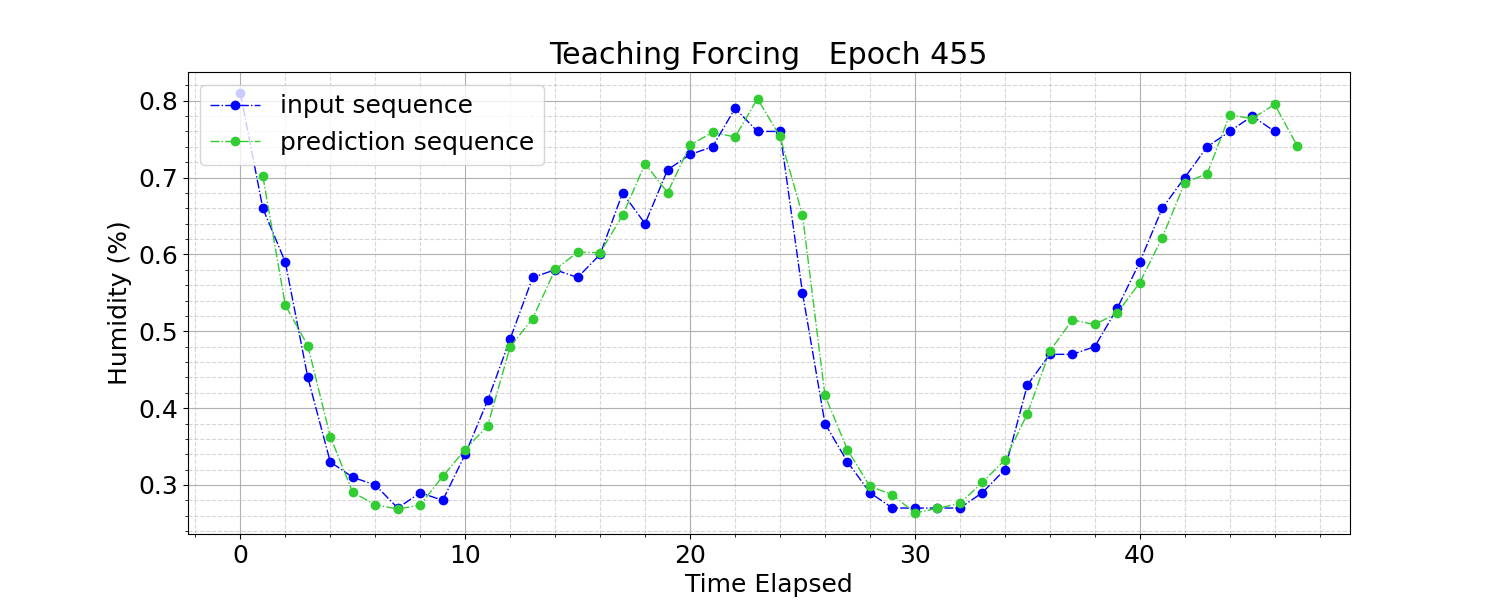 Teaching Forcing   Epoch 455
input sequence
prediction sequence
Humidity (%)
0.8
0.7
0.6
0.5
0.4
0.3
0 10 20 30 40
Time Elapsed